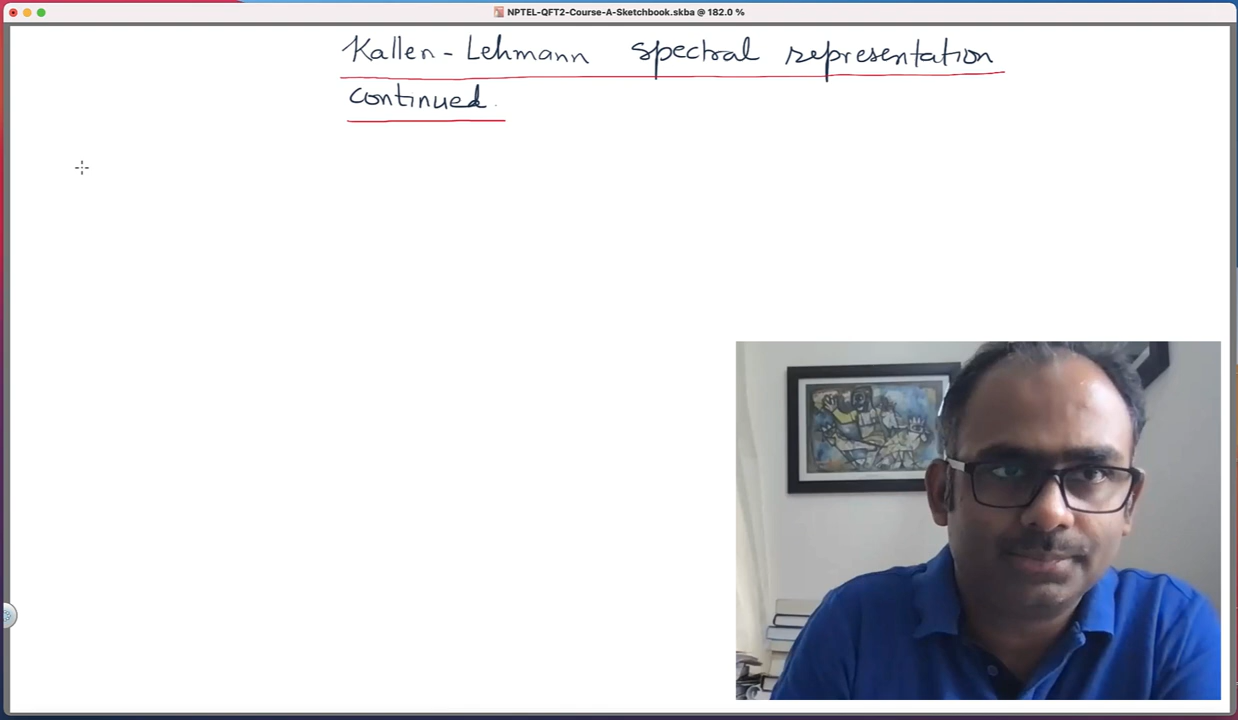 NPTEL-QFT2-Course-A-Sketchbook.skba @ 182.0 %
Kallen-Lehmann spectral representation
continued.